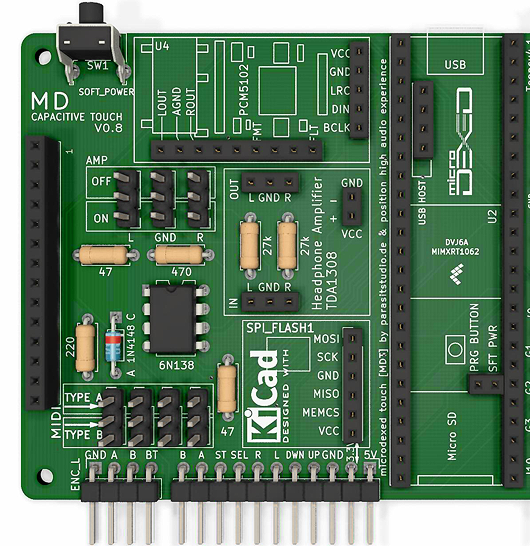 SW1
SOFT_POWER
MD
CAPACITIVE TOUCH
V0.8
1
U4
LOUT
AGND
ROUT
PCM5102
FMT
FLT
VCC
GND
LRC
DIN
BCLK
AMP
OFF
ON
L GND R
47
470
OUT
L GND R
27k
27k
IN
L GND R
Headphone Amplifier
TDA1308
GND
- +
VCC
220
A 1N4148 C
6N138
47
MIDI
TYPE A
TYPE B
SPI_FLASH1
KiCad
DESIGNED WITH
MOSI
SCK
GND
MISO
MEMCS
VCC
microdexed touch [MD] by parasitstudio.de & positionhigh audio experience
USB
USB HOST
micro
DEXED
U2
DVJ6A
MIMXRT1062
PRG BUTTON
SFT PWR
Micro SD
ENC_L
GND A B BT
B A ST SEL R L DWN UP GND 3.3V 5V